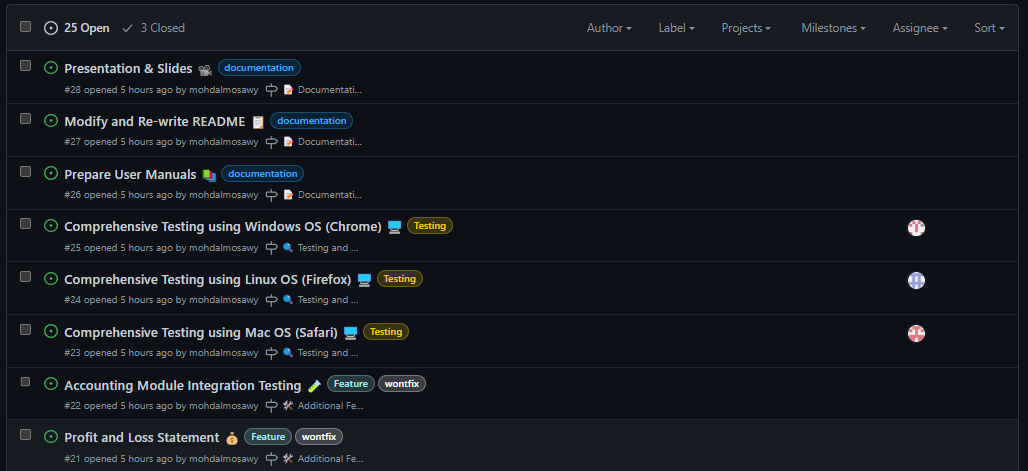 25 Open 3 Closed Author Label Projects Milestones Assignee Sort
Presentation & Slides documentation
#28 opened 5 hours ago by mohdalmosawy Documentati...
Modify and Re-write README documentation
#27 opened 5 hours ago by mohdalmosawy Documentati...
Prepare User Manuals documentation
#26 opened 5 hours ago by mohdalmosawy Documentati...
Comprehensive Testing using Windows OS (Chrome) Testing
#25 opened 5 hours ago by mohdalmosawy Testing and ...
Comprehensive Testing using Linux OS (Firefox) Testing
#24 opened 5 hours ago by mohdalmosawy Testing and ...
Comprehensive Testing using Mac OS (Safari) Testing
#23 opened 5 hours ago by mohdalmosawy Testing and ...
Accounting Module Integration Testing Feature wontfix
#22 opened 5 hours ago by mohdalmosawy Additional Fe...
Profit and Loss Statement Feature wontfix
#21 opened 5 hours ago by mohdalmosawy Additional Fe...